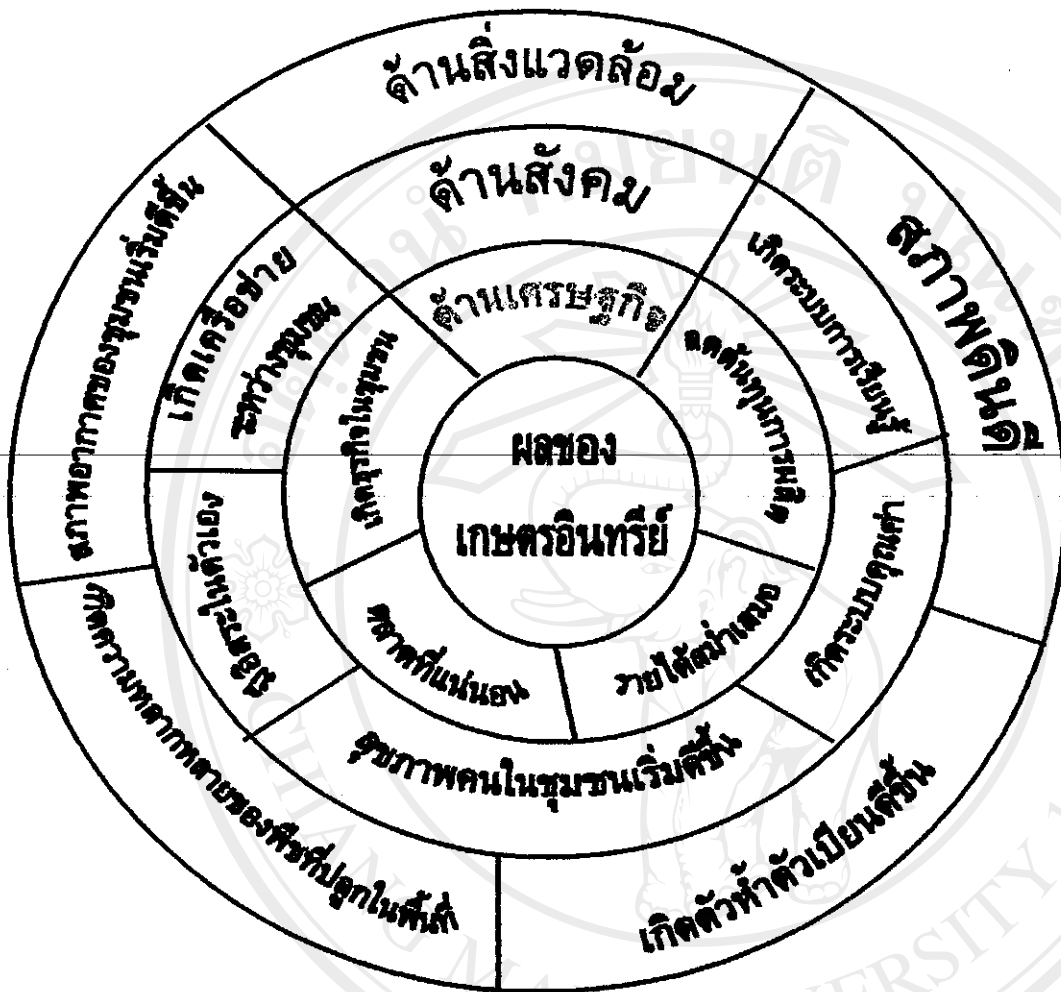 ด้านสิ่งแวดล้อม
ด้านสังคม
ด้านเศรษฐกิจ
ผลของ
เกษตรอินทรีย์
ลดต้นทุนการผลิต
รายได้สม่ำเสมอ
ตลาดที่แน่นอน
เกิดธุรกิจในชุมชน
เกิดระบบการเรียนรู้
เกิดระบบคุณค่า
สุขภาพคนในชุมชนเริ่มดีขึ้น
มีอิสระในตัวเอง
เกิดเครือข่าย
ระหว่างชุมชน
สภาพดินดี
เกิดตัวห้ำตัวเบียนดีขึ้น
เกิดความหลากหลายของพืชที่ปลูกในพื้นที่
สภาพอากาศของชุมชนเริ่มดีขึ้น